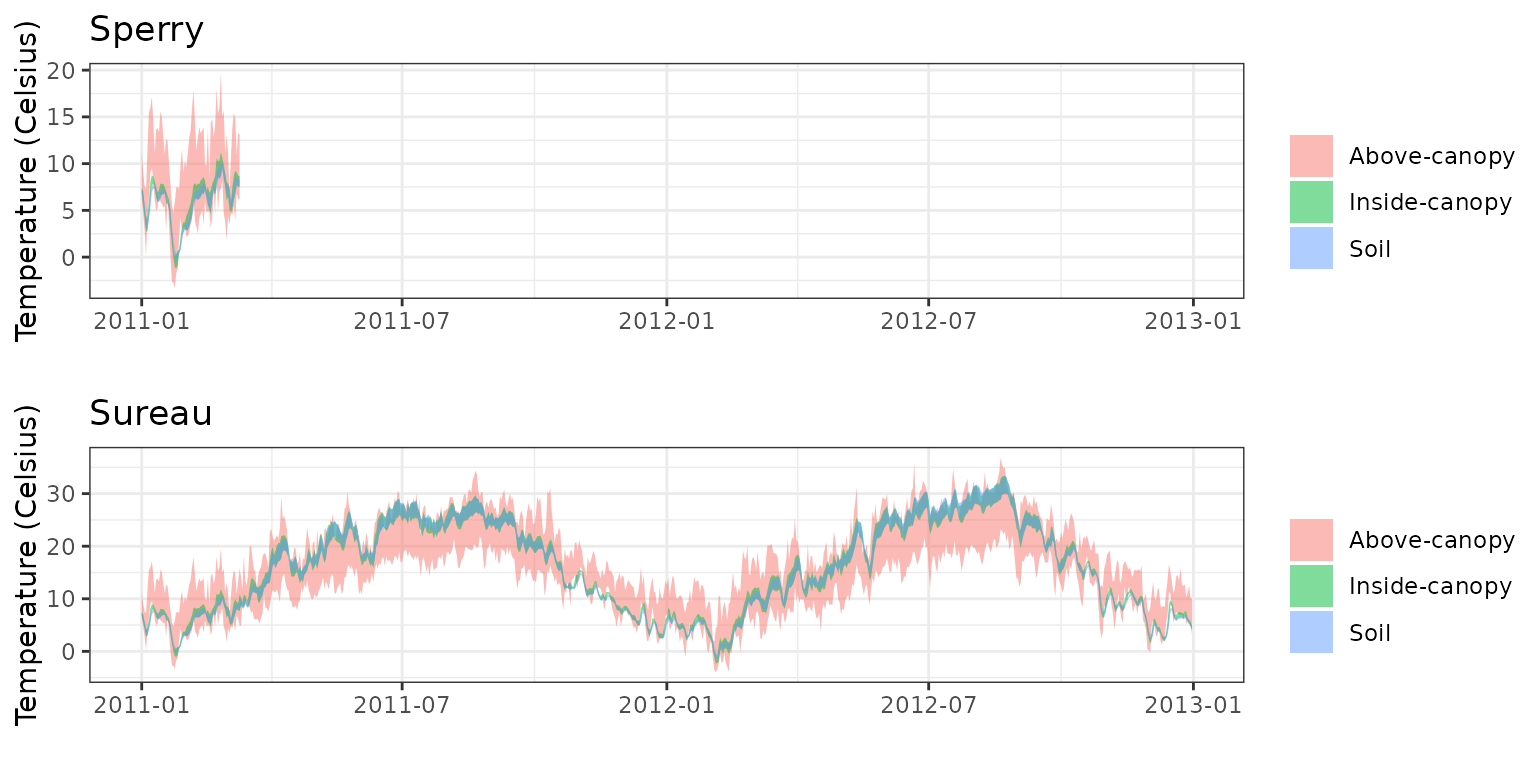 Sperry
Temperature (Celsius)
20
15
10
5
0
2011-01 2011-07 2012-01 2012-07 2013-01
Above-canopy
Inside-canopy
Soil
Sureau
Temperature (Celsius)
30
20
10
0
2011-01 2011-07 2012-01 2012-07 2013-01
Above-canopy
Inside-canopy
Soil